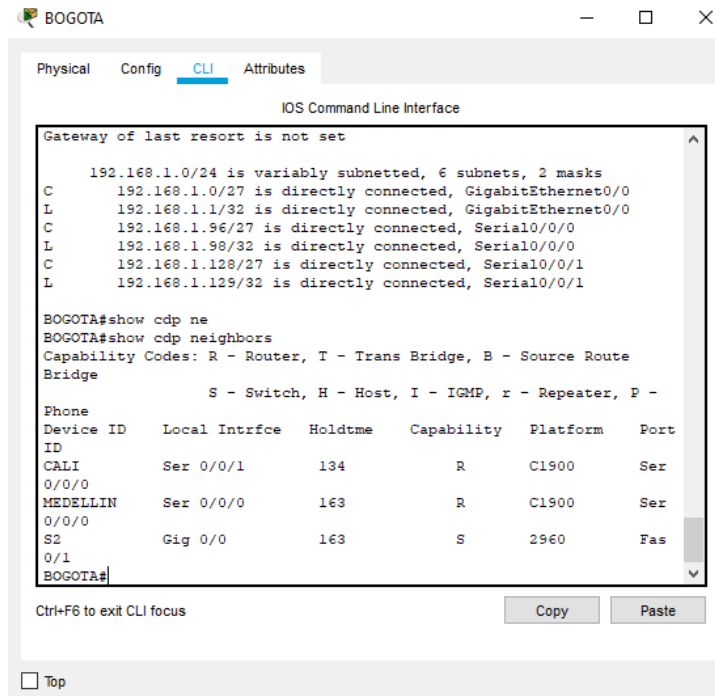 BOGOTA
Physical Config CLI Attributes
IOS Command Line Interface
Gateway of last resort is not set
192.168.1.0/24 is variably subnetted, 6 subnets, 2 masks
C 192.168.1.0/27 is directly connected, GigabitEthernet0/0
L 192.168.1.1/32 is directly connected, GigabitEthernet0/0
C 192.168.1.96/27 is directly connected, Serial0/0/0
L 192.168.1.98/32 is directly connected, Serial0/0/0
C 192.168.1.128/27 is directly connected, Serial0/0/1
L 192.168.1.129/32 is directly connected, Serial0/0/1
BOGOTA#show cdp ne
BOGOTA#show cdp neighbors
Capability Codes: R - Router, T - Trans Bridge, B - Source Route
Bridge
S - Switch, H - Host, I - IGMP, r - Repeater, P -
Phone
Device ID Local Intrfce Holdtme Capability Platform Port
ID
CALI Ser 0/0/1 134 R C1900 Ser
0/0/0
MEDELLIN Ser 0/0/0 163 R C1900 Ser
0/0/0
S2 Gig 0/0 163 S 2960 Fas
0/1
BOGOTA#
Ctrl+F6 to exit CLI focus Copy Paste
Top